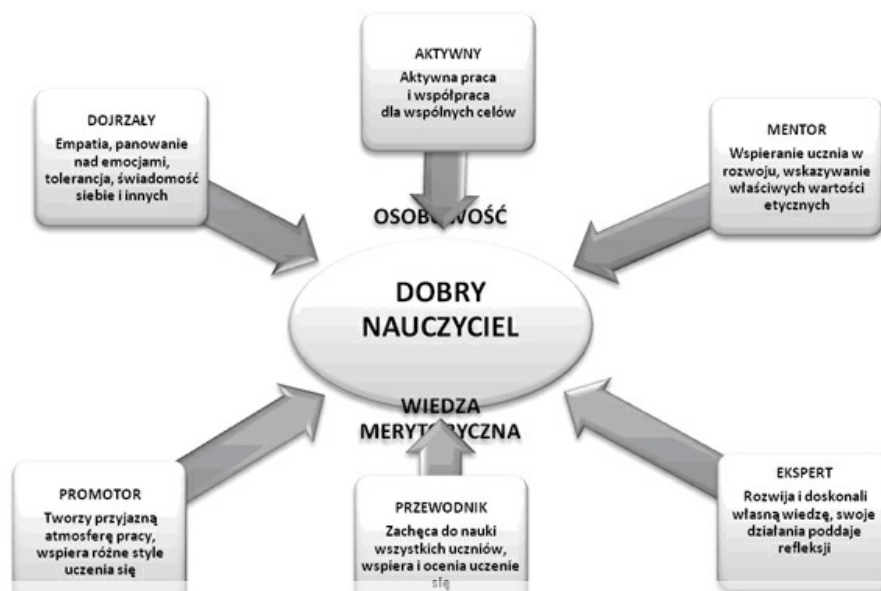 AKTYWNY
Aktywna praca
i współpraca
dla wspólnych celów
DOJRZAŁY
Empatia, panowanie
nad emocjami,
tolerancja, świadomość
siebie i innych
MENTOR
Wspieranie ucznia w
rozwoju, wskazywanie
właściwych wartości
etycznych
OSOBOWOŚĆ
DOBRY
NAUCZYCIEL
WIEDZA
MERYTORYCZNA
PROMOTOR
Tworzy przyjazną
atmosferę pracy,
wspiera różne style
uczenia się
PRZEWODNIK
Zachęca do nauki
wszystkich uczniów,
wspiera i ocenia uczenie
się
EKSPERT
Rozwija i doskonali
własną wiedzę, swoje
działania poddaje
refleksji